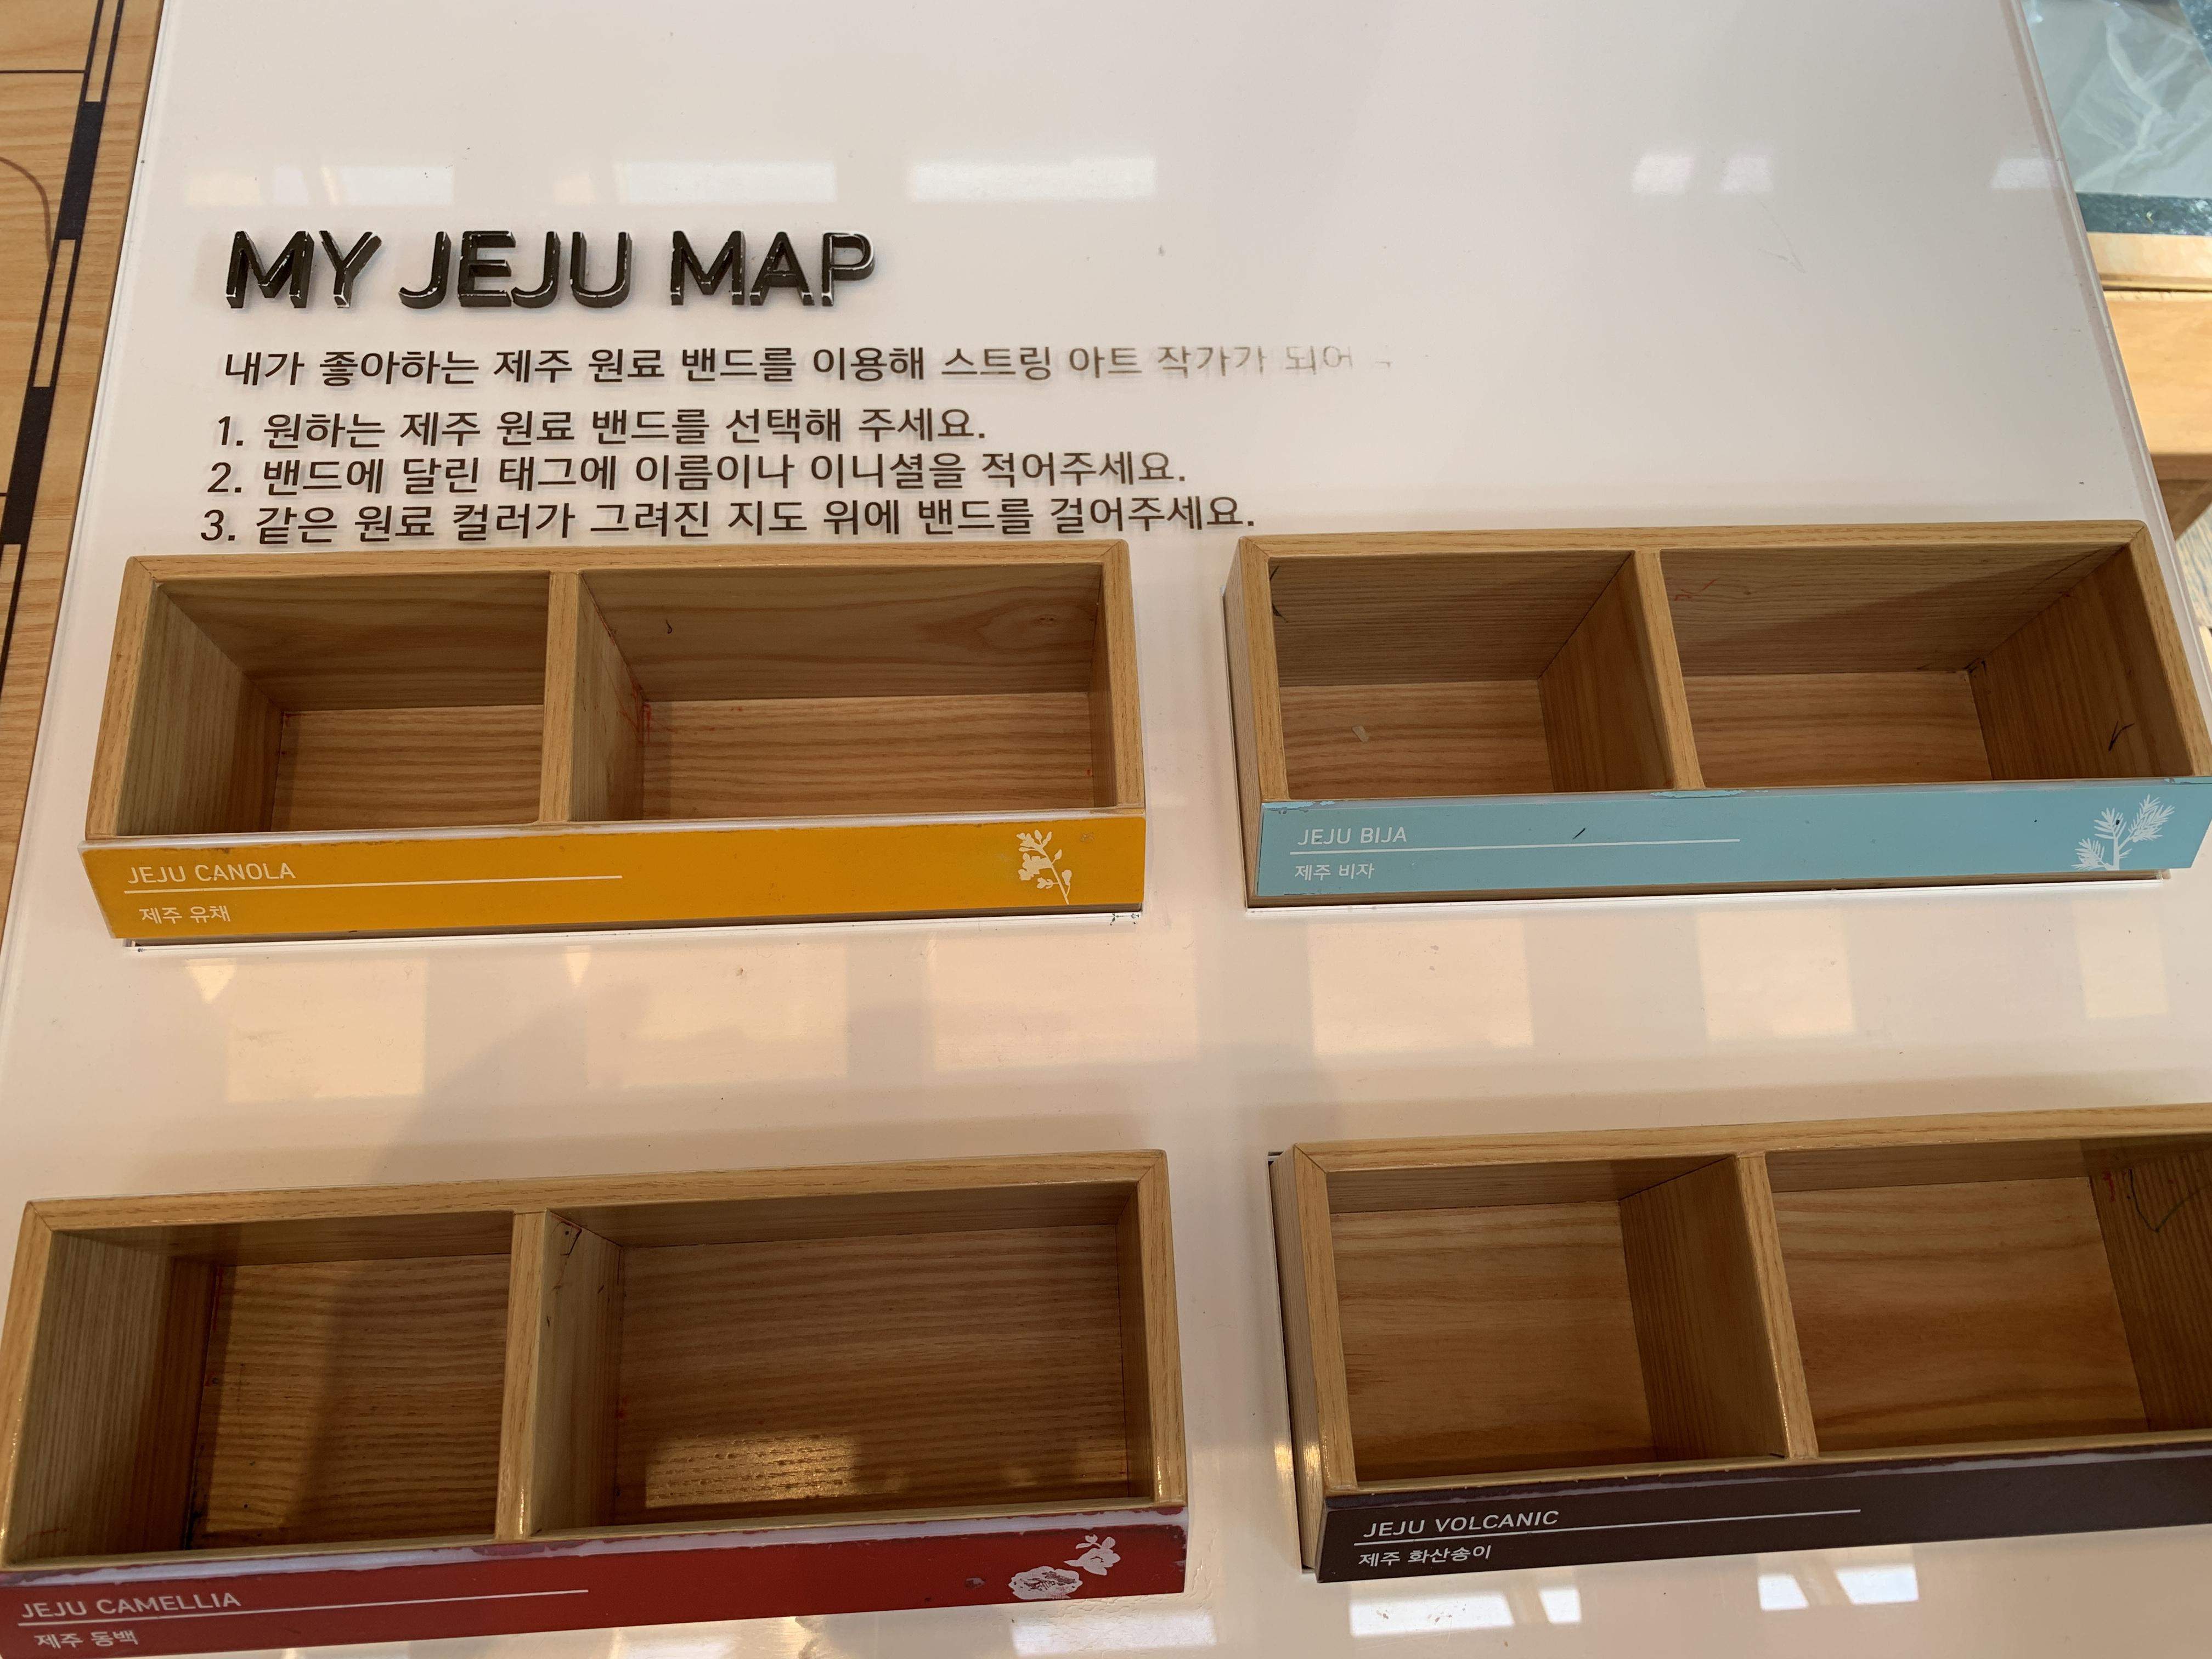 MY JEJU MAP
내가 좋아하는 제주 원료 밴드를 이용해 스트링 아트 작가가 되어
1. 원하는 제주 원료 밴드를 선택해 주세요.
2. 밴드에 달린 태그에 이름이나 이니셜을 적어주세요.
3. 같은 원료 컬러가 그려진 지도 위에 밴드를 걸어주세요.
JEJU CANOLA
제주 유채
JEJU BIJA
제주 비자
JEJU CAMELLIA
제주 동백
JEJU VOLCANIC
제주 화산송이